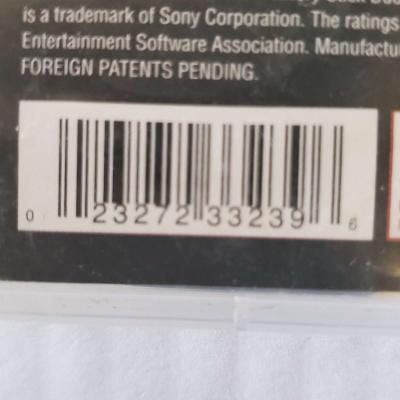 is a trademark of Sony Corporation. The ratings
Entertainment Software Association. Manufactu
FOREIGN PATENTS PENDING.
0 23272 33239 6